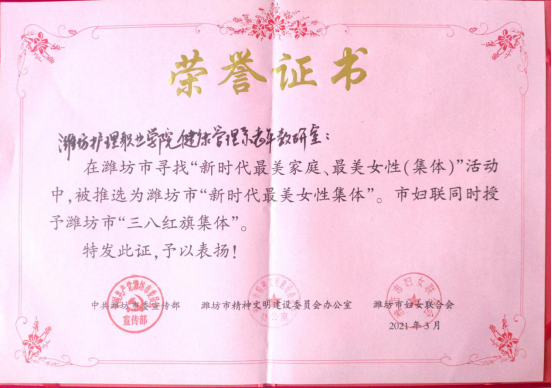 荣誉证书
潍坊护理职业学院健康管理系老年教研室：
在潍坊市寻找“新时代最美家庭、最美女性(集体)”活动
中，被推选为潍坊市“新时代最美女性集体”。市妇联同时授
予潍坊市“三八红旗集体”。
特发此证，予以表扬！
中共潍坊市委宣传部 潍坊市精神文明建设委员会办公室 潍坊市妇女联合会
宣传部
2021年3月